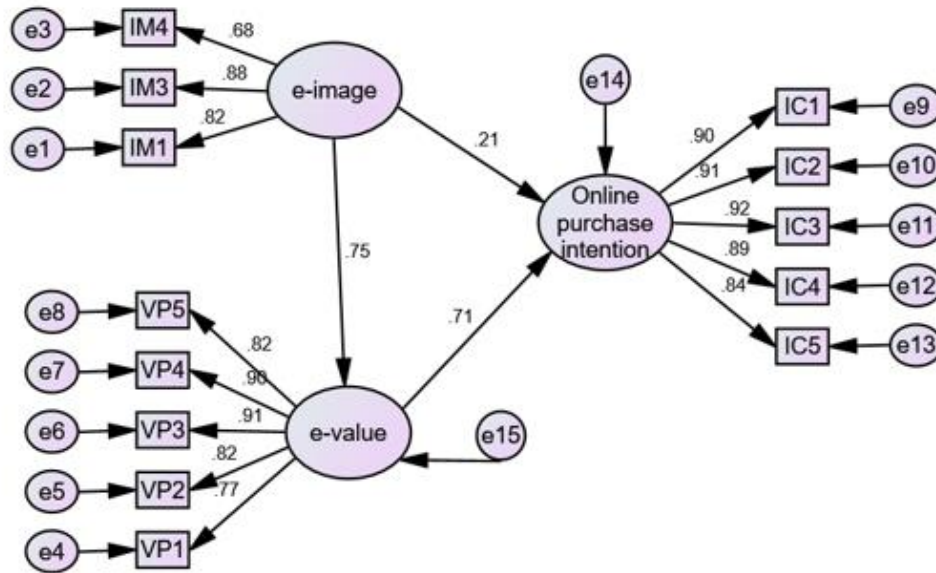 e3
IM4
.68
e2
IM3
.88
e1
IM1
.82
e-image
e14
.21
.75
Online
purchase
intention
.90
IC1
e9
.91
IC2
e10
.92
IC3
e11
.89
IC4
e12
.84
IC5
e13
.71
e8
VP5
.82
e7
VP4
.90
e6
VP3
.91
e5
VP2
.82
e4
VP1
.77
e-value
e15